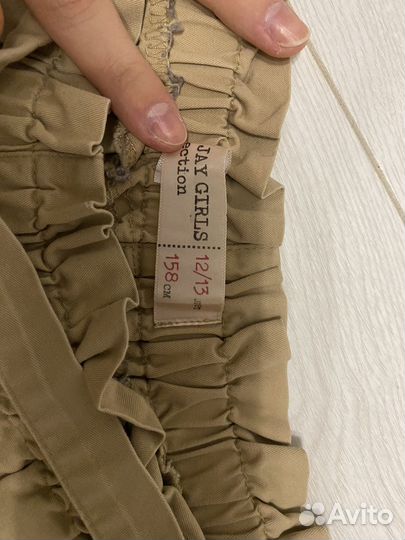 JAY GIRLS
ection
12/13
158 CM
Avito